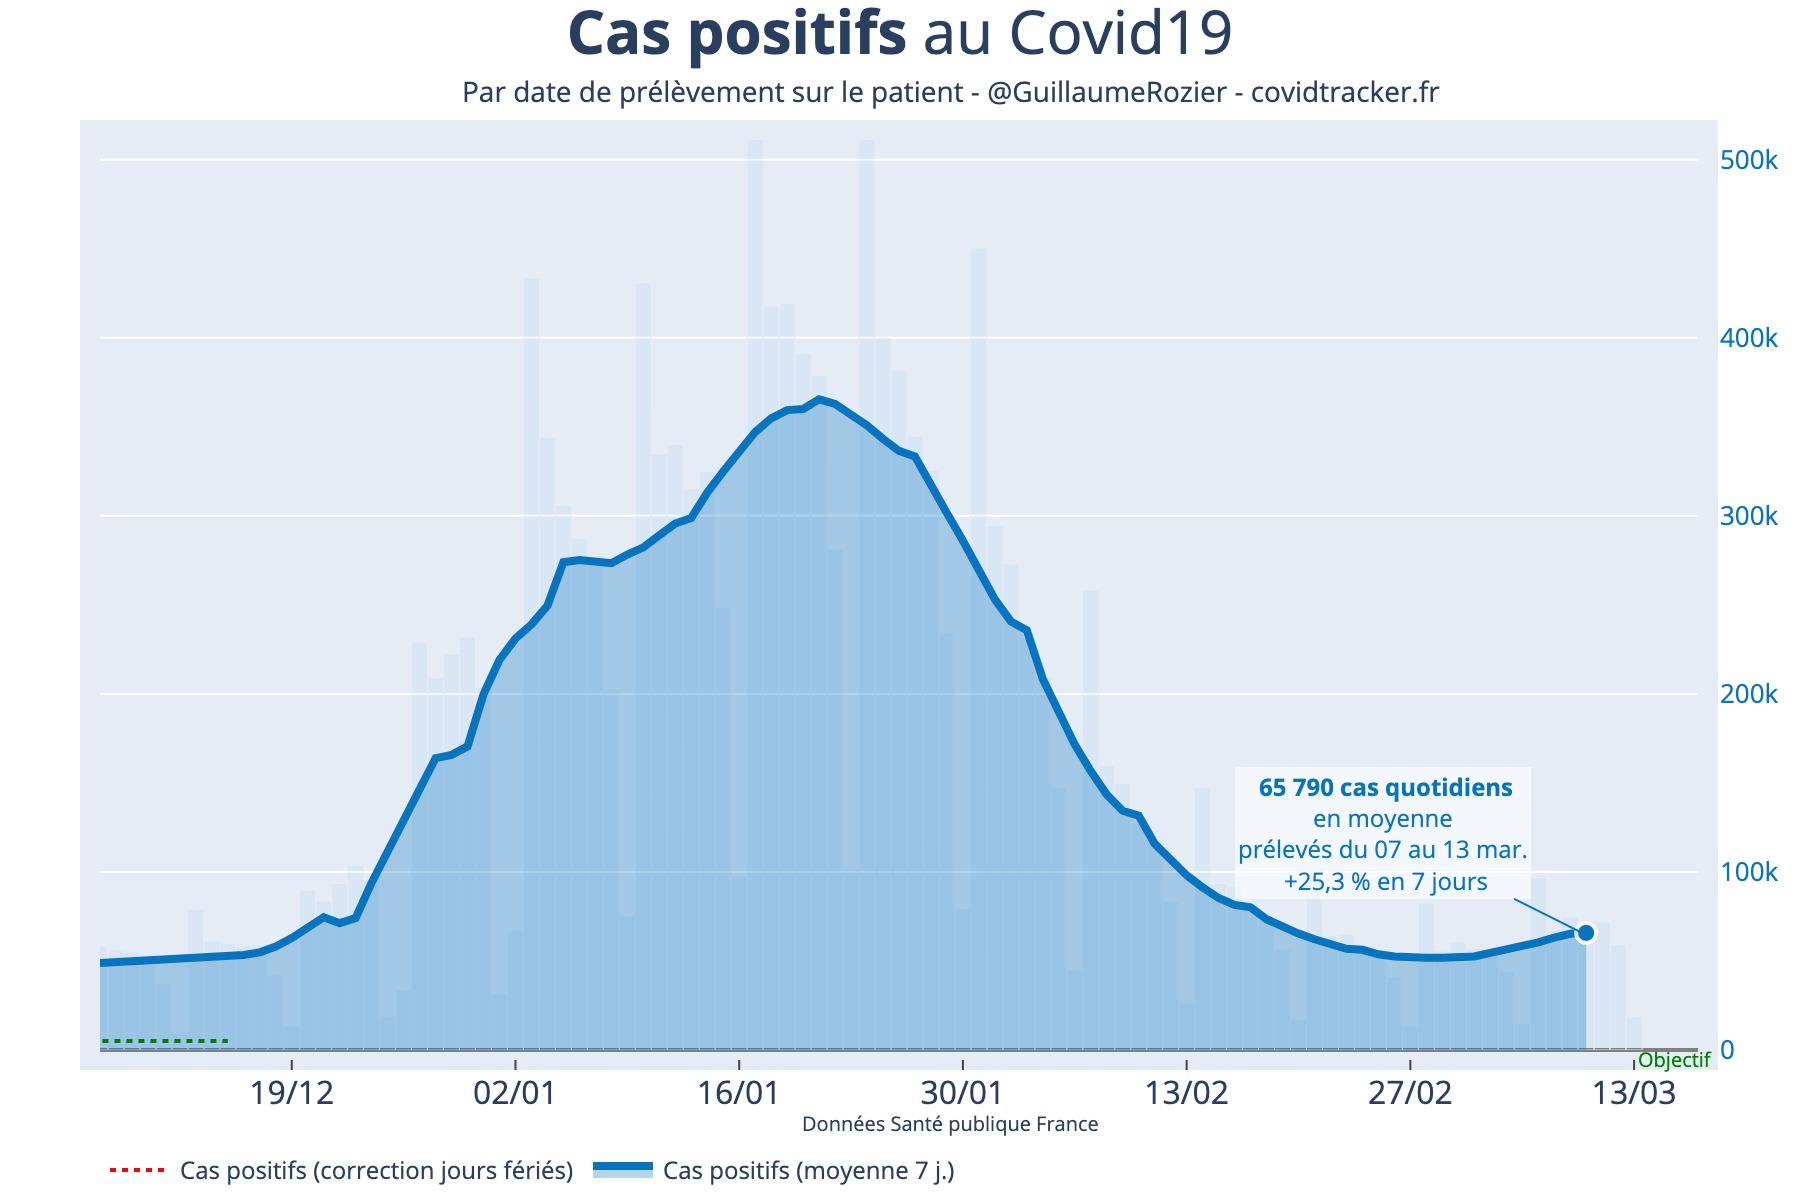 Cas positifs au Covid19
Par date de prélèvement sur le patient - @GuillaumeRozier - covidtracker.fr
500k
400k
300k
200k
65 790 cas quotidiens
en moyenne
prélevés du 07 au 13 mar.
+25,3 % en 7 jours
100k
0
Objectif
19/12 02/01 16/01 30/01 13/02 27/02 13/03
Données Santé publique France
Cas positifs (correction jours fériés) Cas positifs (moyenne 7 j.)